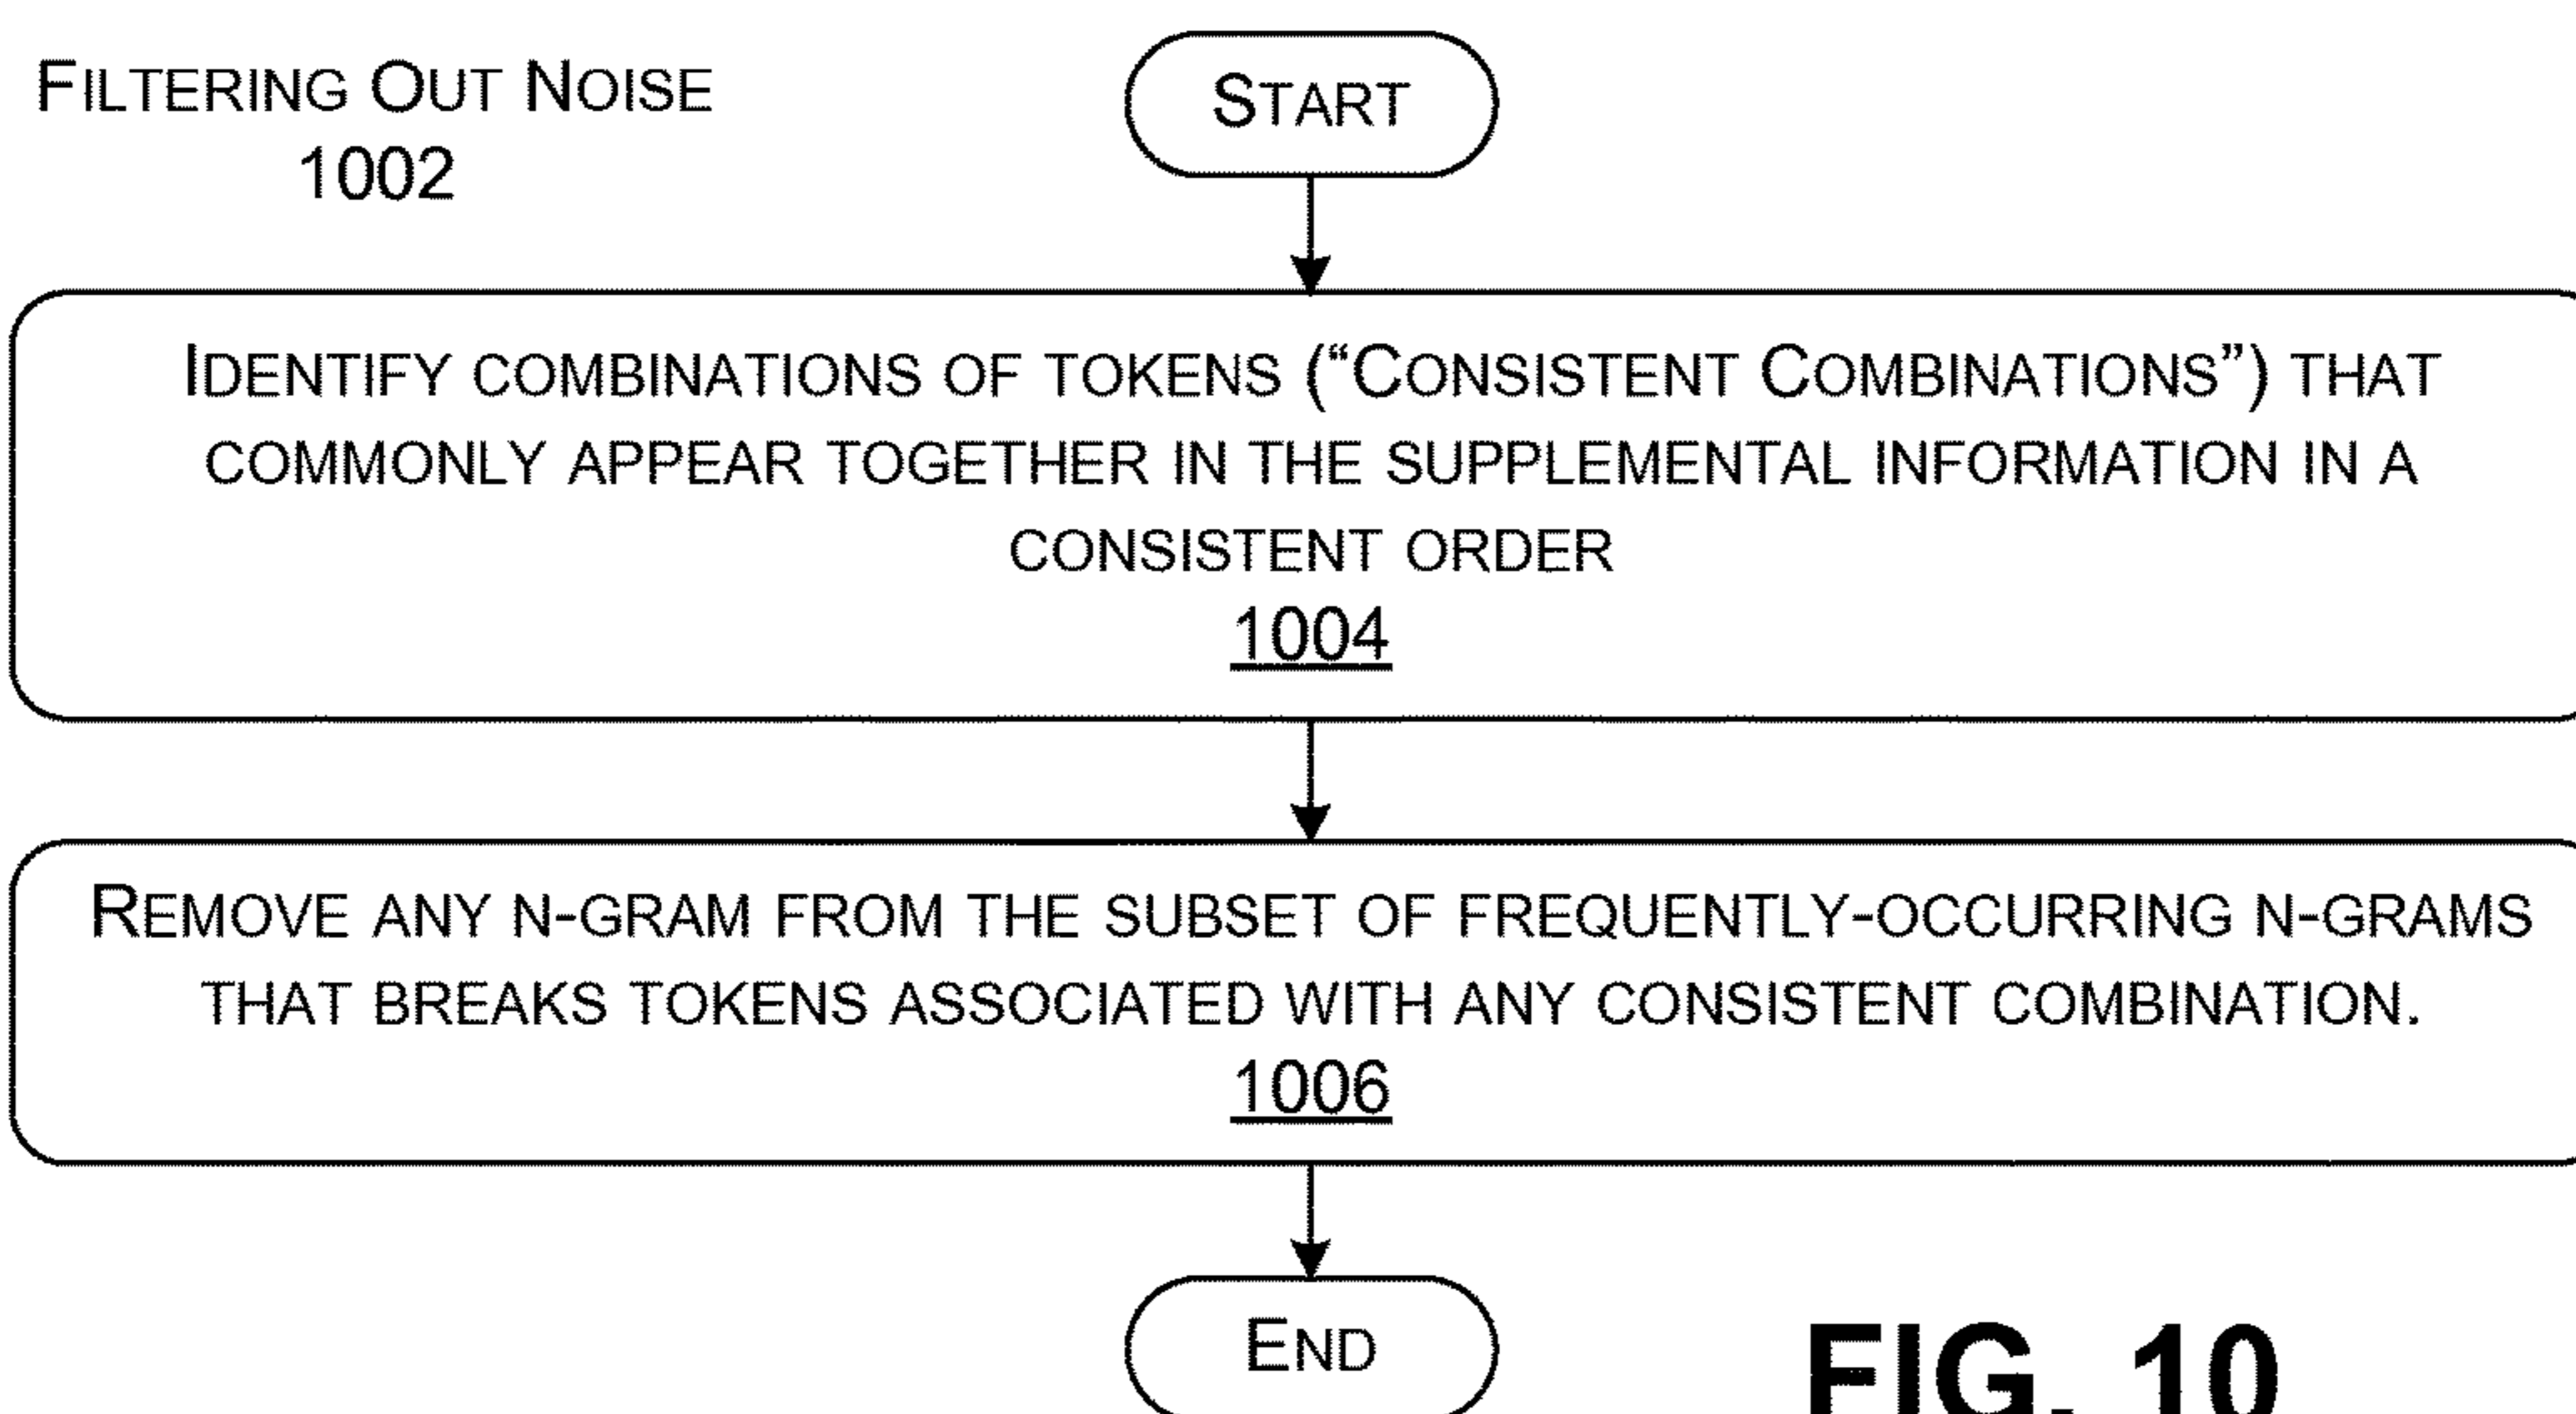 FILTERING OUT NOISE
1002
START
IDENTIFY COMBINATIONS OF TOKENS (“CONSISTENT COMBINATIONS”) THAT
COMMONLY APPEAR TOGETHER IN THE SUPPLEMENTAL INFORMATION IN A
CONSISTENT ORDER
1004
REMOVE ANY N-GRAM FROM THE SUBSET OF FREQUENTLY-OCCURRING N-GRAMS
THAT BREAKS TOKENS ASSOCIATED WITH ANY CONSISTENT COMBINATION.
1006
END
FIG. 10